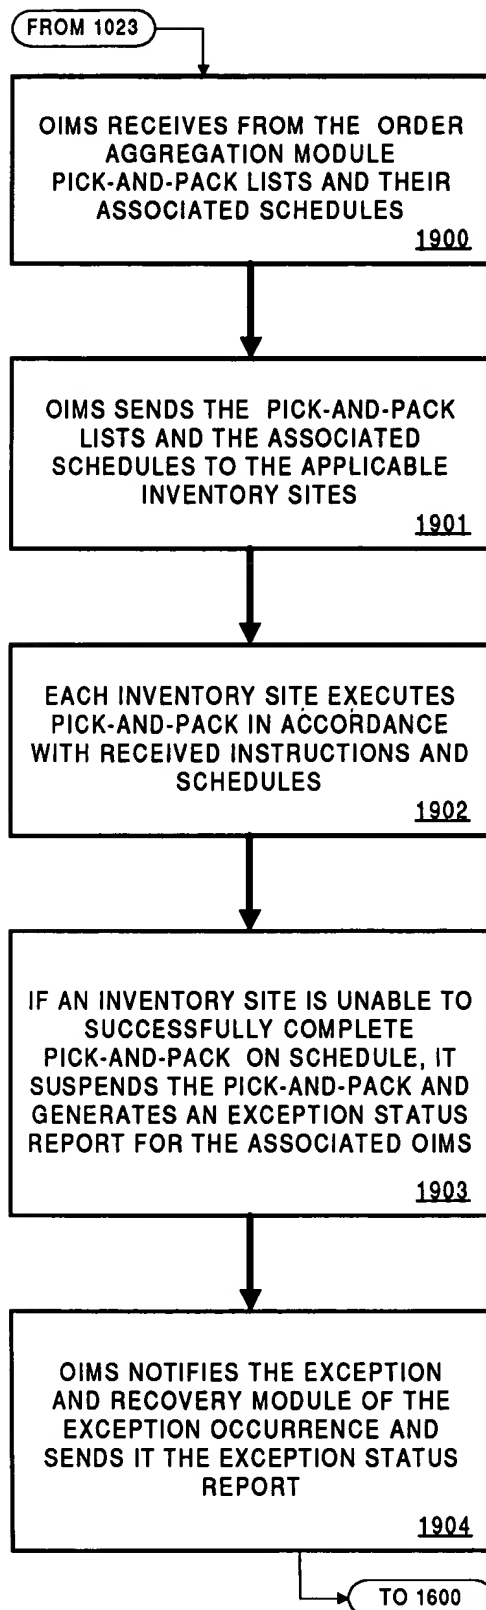 FROM 1023
OIMS RECEIVES FROM THE ORDER
AGGREGATION MODULE
PICK-AND-PACK LISTS AND THEIR
ASSOCIATED SCHEDULES
1900
OIMS SENDS THE PICK-AND-PACK
LISTS AND THE ASSOCIATED
SCHEDULES TO THE APPLICABLE
INVENTORY SITES
1901
EACH INVENTORY SITE EXECUTES
PICK-AND-PACK IN ACCORDANCE
WITH RECEIVED INSTRUCTIONS AND
SCHEDULES
1902
IF AN INVENTORY SITE IS UNABLE TO
SUCCESSFULLY COMPLETE
PICK-AND-PACK ON SCHEDULE, IT
SUSPENDS THE PICK-AND-PACK AND
GENERATES AN EXCEPTION STATUS
REPORT FOR THE ASSOCIATED OIMS
1903
OIMS NOTIFIES THE EXCEPTION
AND RECOVERY MODULE OF THE
EXCEPTION OCCURRENCE AND
SENDS IT THE EXCEPTION STATUS
REPORT
1904
TO 1600